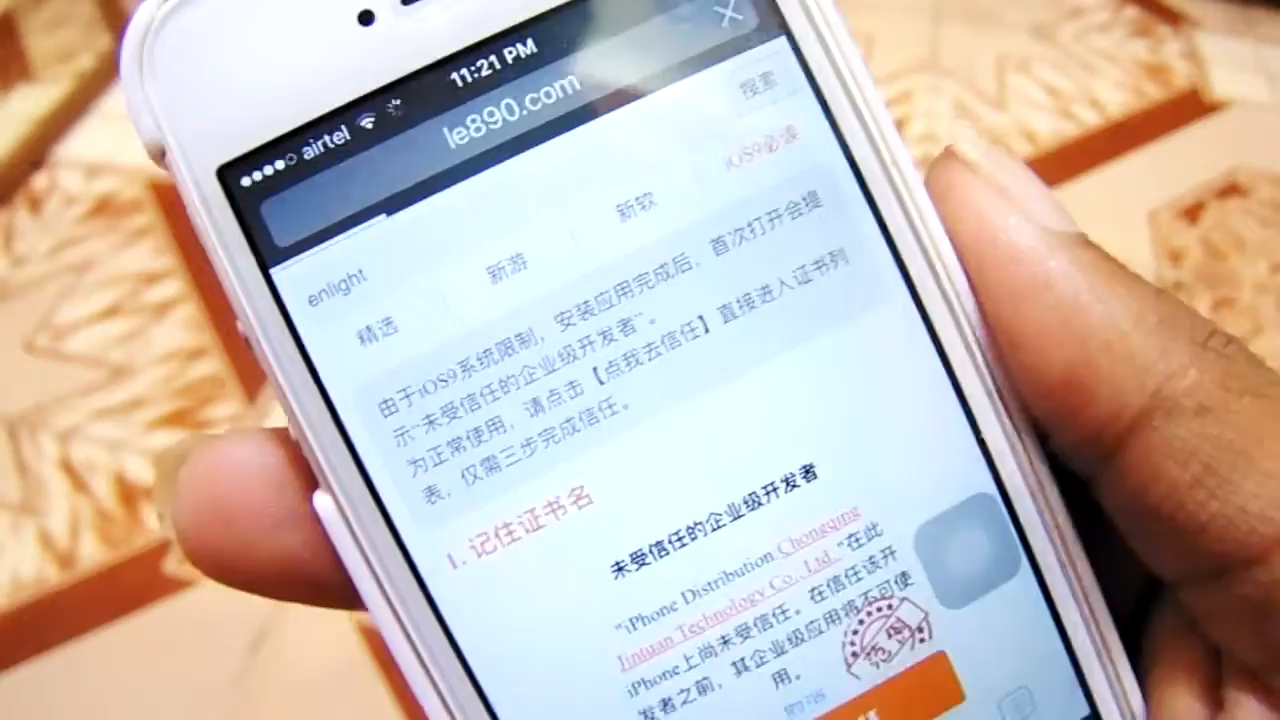 airtel 11:21 PM
le890.com
enlight 搜索
精选 新游 新软 iOS9必读
由于iOS9系统限制，安装应用完成后，首次打开会提
示“未受信任的企业级开发者”。
为正常使用，请点击【点我去信任】直接进入证书列
表，仅需三步完成信任。
1. 记住证书名
未受信任的企业级开发者
"iPhone Distribution Chongqing
Jintuan Technology Co., Ltd. "在此
iPhone上尚未受信任。在信任该开
发者之前，其企业级应用将不可使
用。